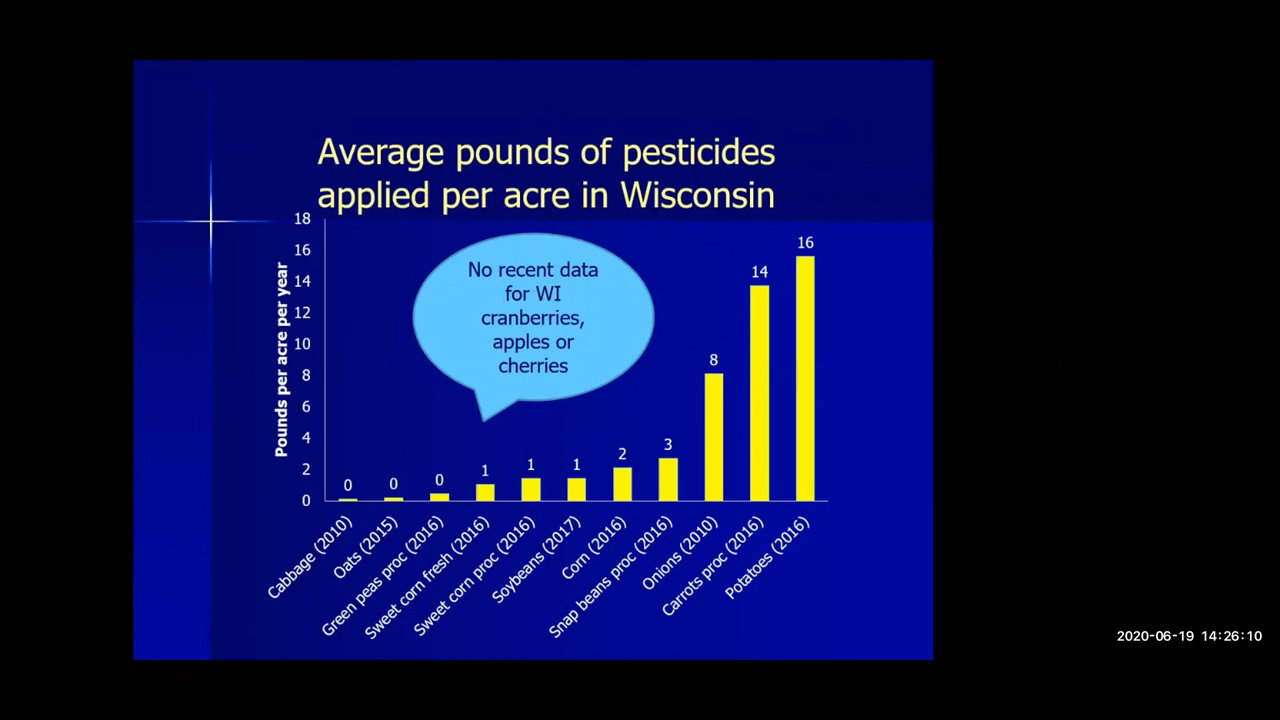 Average pounds of pesticides
applied per acre in Wisconsin
Pounds per acre per year
18
16
14
12
10
8
6
4
2
0
No recent data
for WI
cranberries,
apples or
cherries
0
0
0
1
1
1
2
3
8
14
16
Cabbage (2010)
Oats (2015)
Green peas proc (2016)
Sweet corn fresh (2016)
Sweet corn proc (2016)
Soybeans (2017)
Corn (2016)
Snap beans proc (2016)
Onions (2010)
Carrots proc (2016)
Potatoes (2016)
2020-06-19 14:26:10